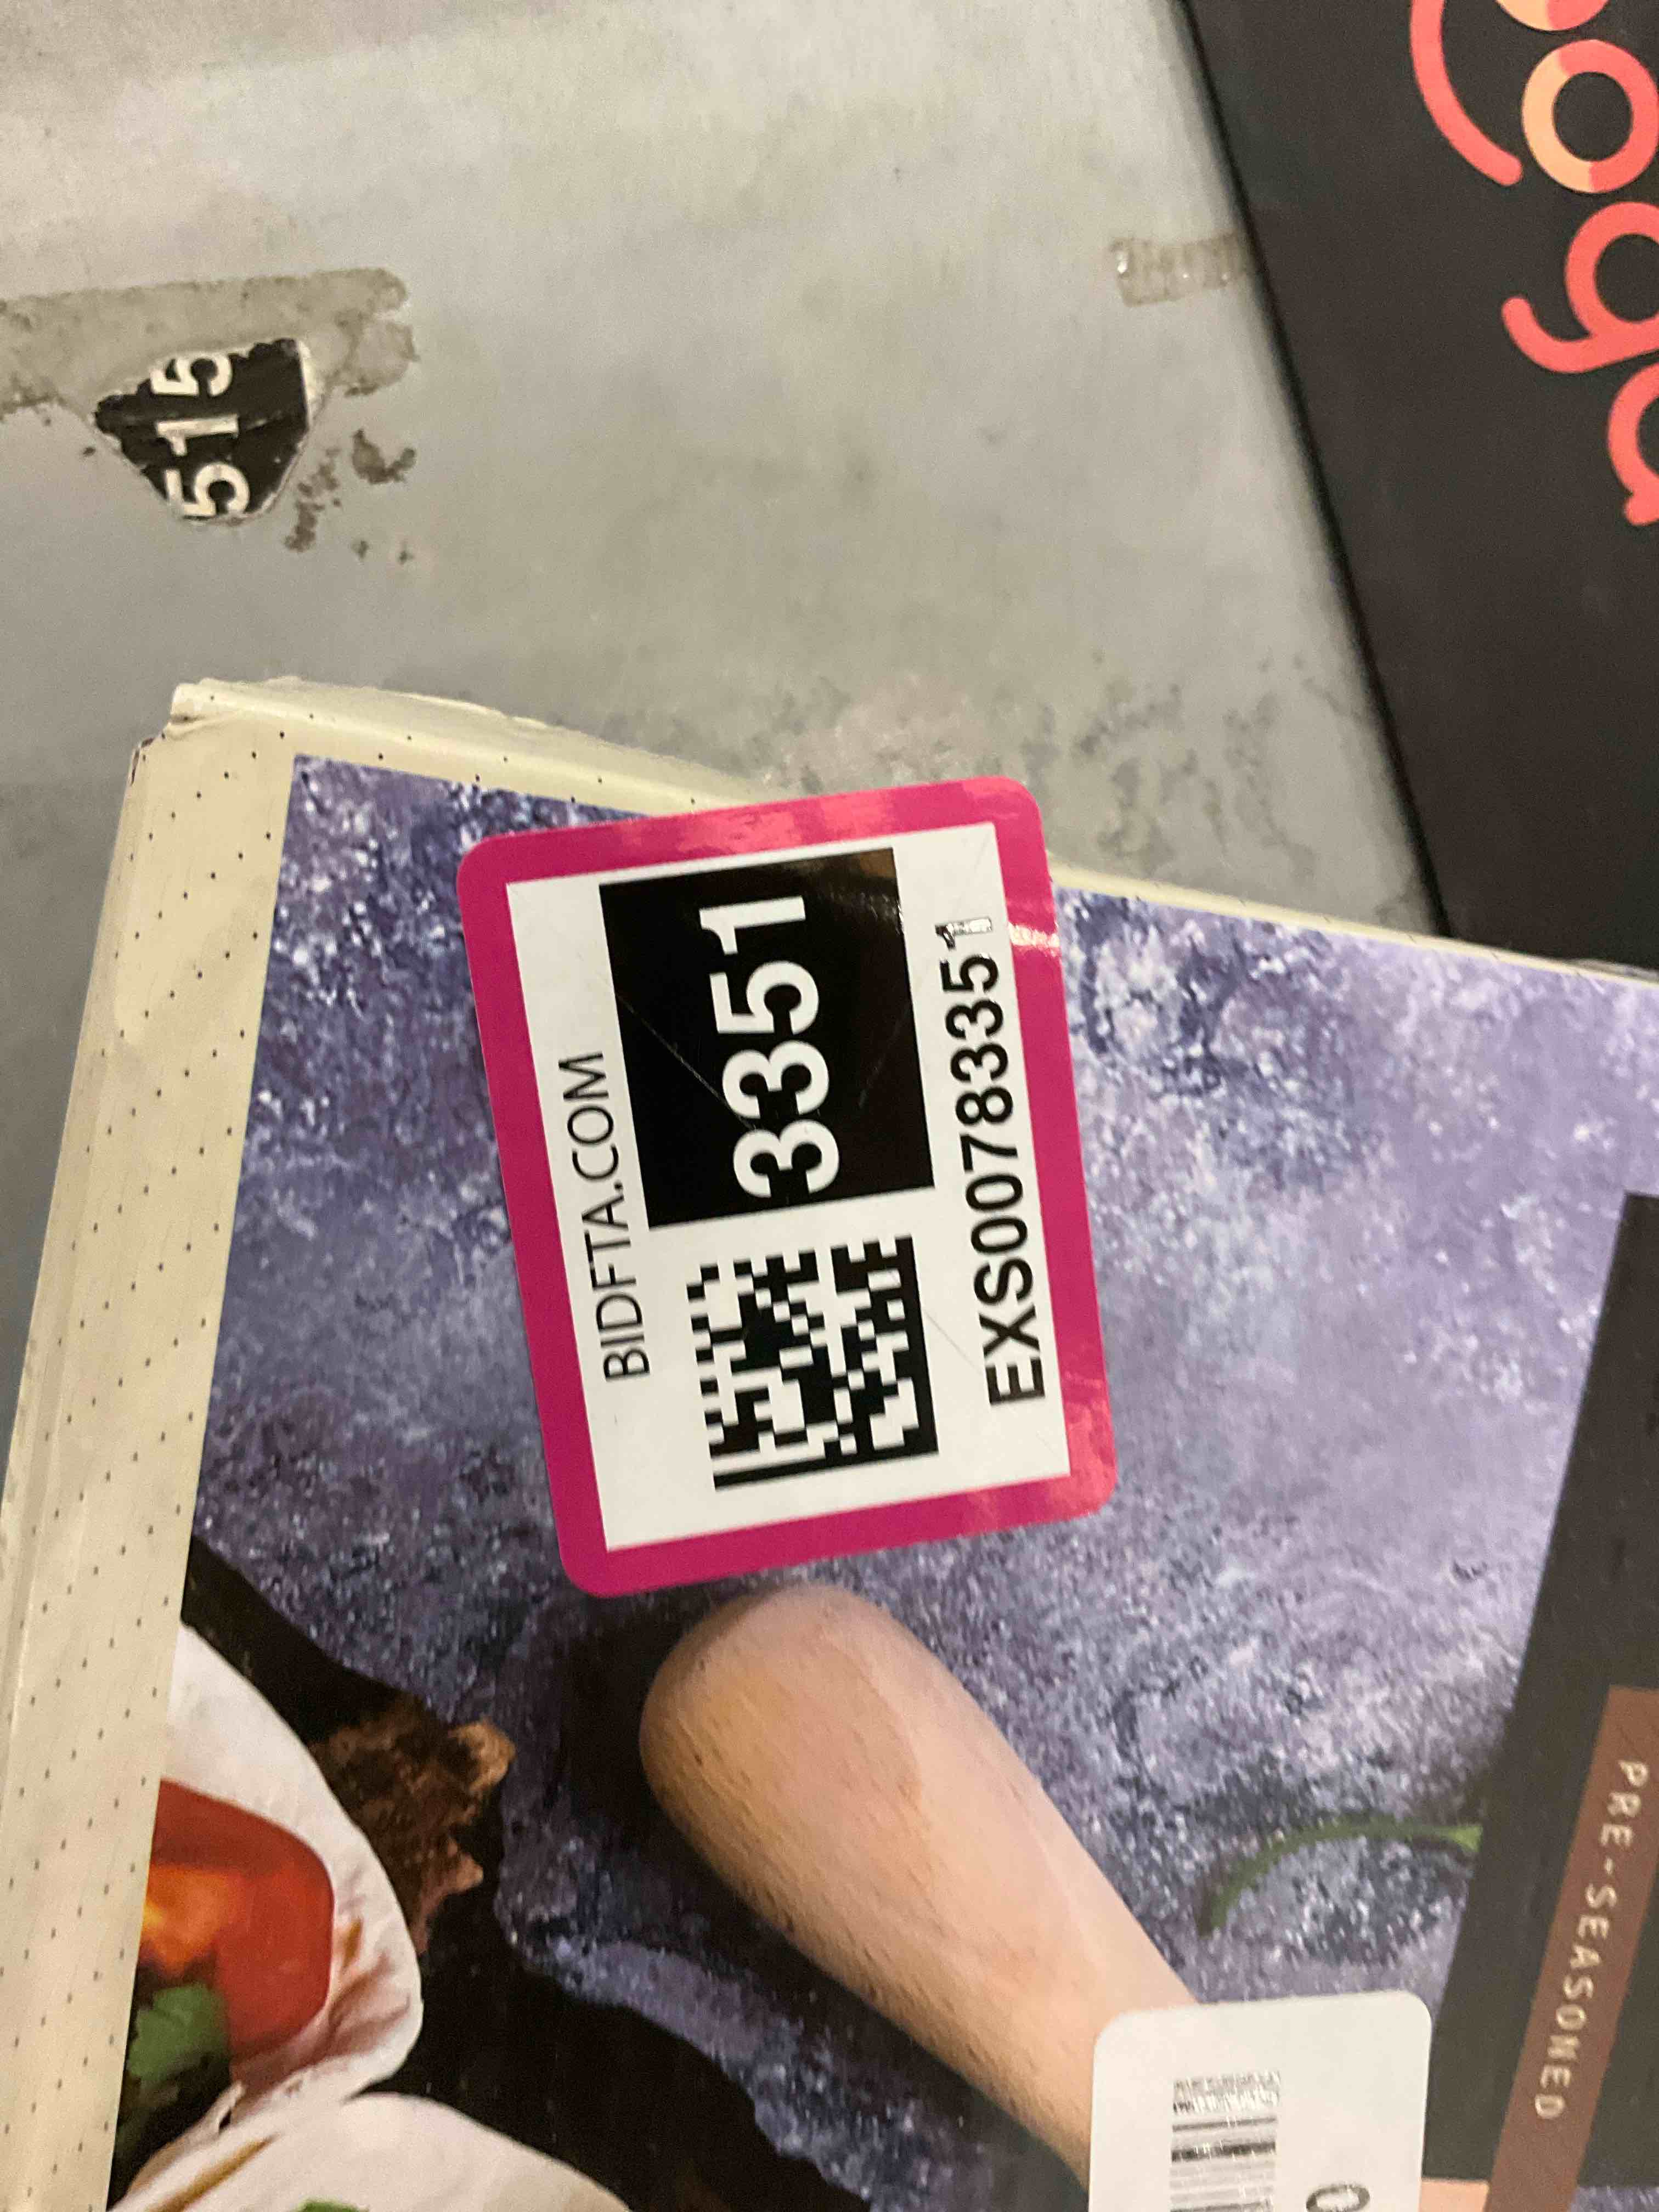 515
BIDFTA.COM
3351
EXS00783351
PRE-SEASONED